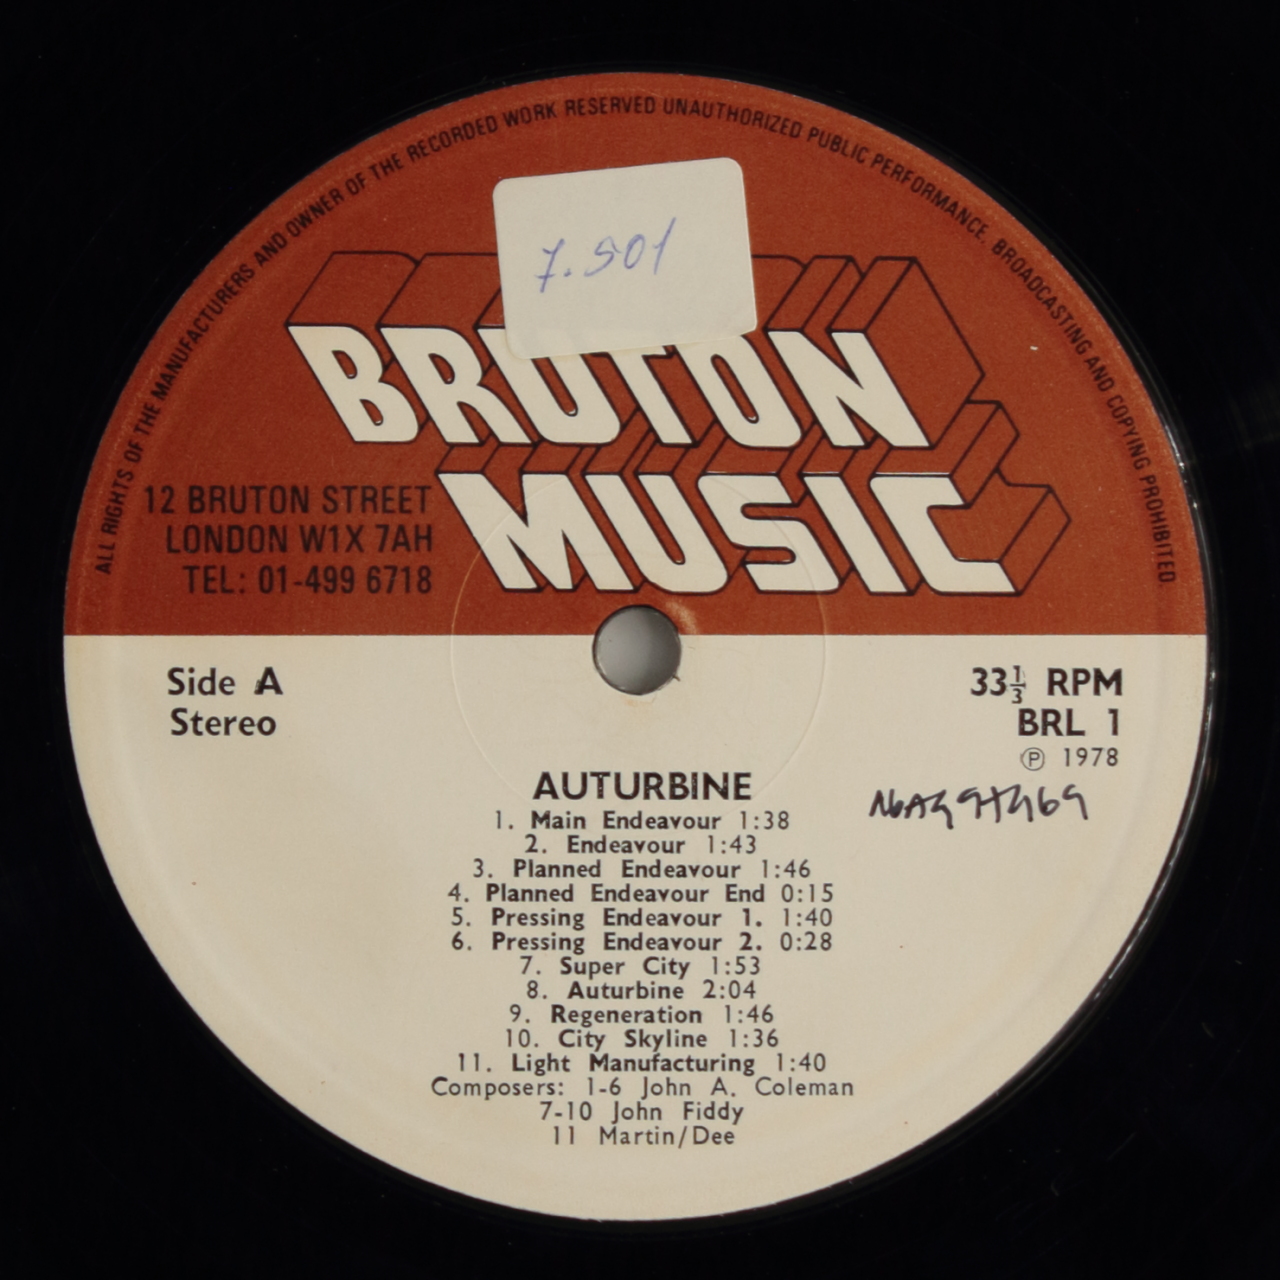 ALL RIGHTS OF THE MANUFACTURERS AND OWNER OF THE RECORDED WORK RESERVED UNAUTHORIZED PUBLIC PERFORMANCE. BROADCASTING AND COPYING PROHIBITED.
7.501
BRUTON
MUSIC
12 BRUTON STREET
LONDON W1X 7AH
TEL: 01-499 6718
Side A
Stereo
33⅓ RPM
BRL 1
℗ 1978
AUTURBINE
1. Main Endeavour 1:38
2. Endeavour 1:43
3. Planned Endeavour 1:46
4. Planned Endeavour End 0:15
5. Pressing Endeavour 1. 1:40
6. Pressing Endeavour 2. 0:28
7. Super City 1:53
8. Auturbine 2:04
9. Regeneration 1:46
10. City Skyline 1:36
11. Light Manufacturing 1:40
Composers: 1-6 John A. Coleman
7-10 John Fiddy
11 Martin/Dee